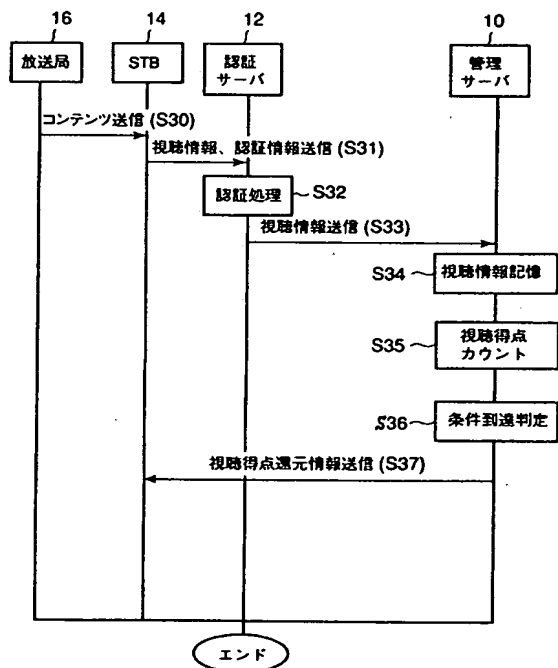 16
14
12
10
放送局
STB
認証
サーバ
管理
サーバ
コンテンツ送信 (S30)
視聴情報、認証情報送信 (S31)
認証処理
S32
視聴情報送信 (S33)
S34
視聴情報記憶
S35
視聴得点
カウント
S36
条件到達判定
視聴得点還元情報送信 (S37)
エンド